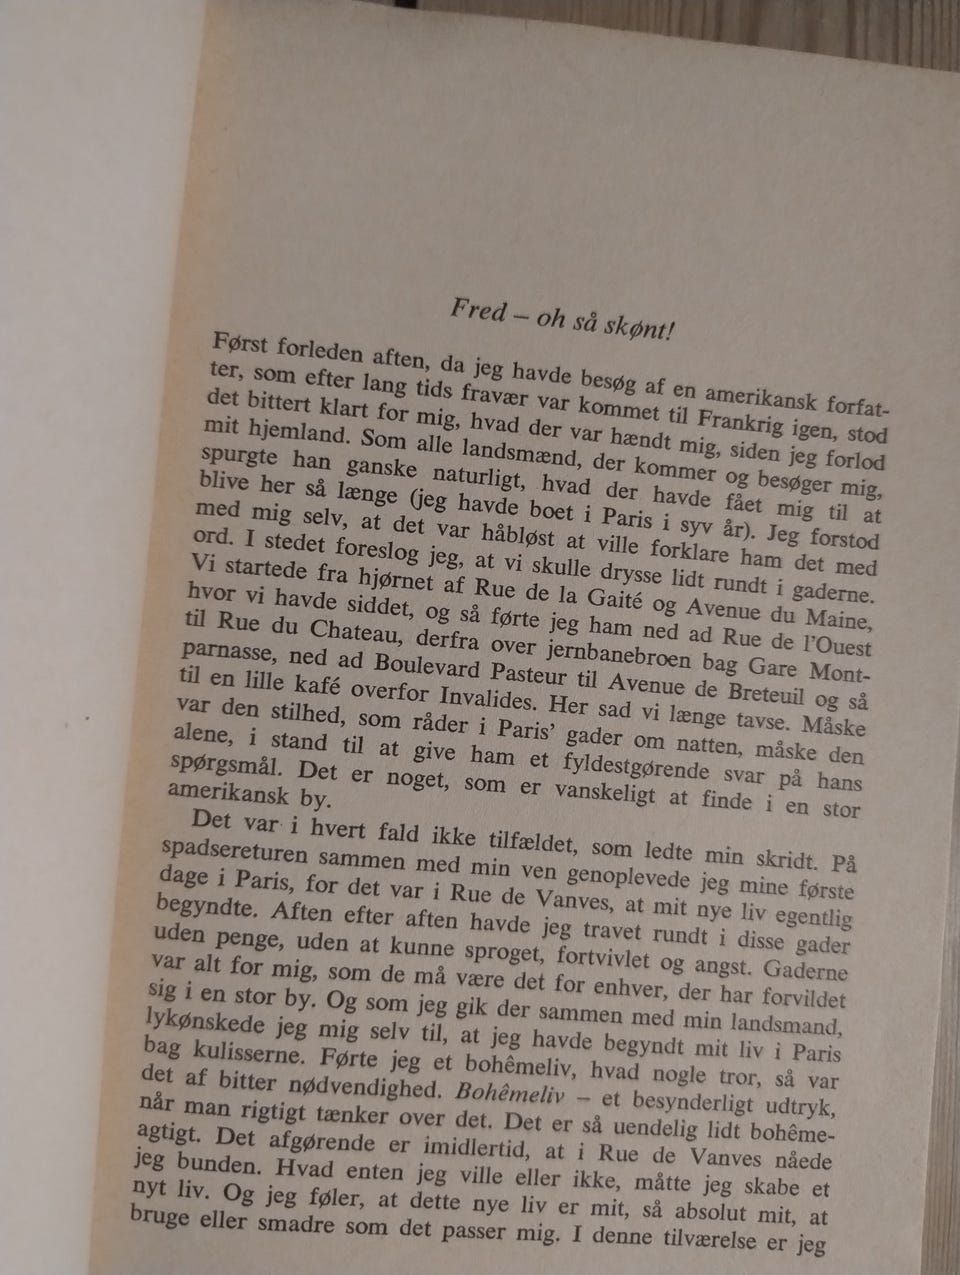 Fred – oh så skønt!
Først forleden aften, da jeg havde besøg af en amerikansk forfat-
ter, som efter lang tids fravær var kommet til Frankrig igen, stod
det bittert klart for mig, hvad der var hændt mig, siden jeg forlod
mit hjemland. Som alle landsmænd, der kommer og besøger mig,
spurgte han ganske naturligt, hvad der havde fået mig til at
blive her så længe (jeg havde boet i Paris i syv år). Jeg forstod
med mig selv, at det var håbløst at ville forklare ham det med
ord. I stedet foreslog jeg, at vi skulle drysse lidt rundt i gaderne.
Vi startede fra hjørnet af Rue de la Gaité og Avenue du Maine,
hvor vi havde siddet, og så førte jeg ham ned ad Rue de l'Ouest
til Rue du Chateau, derfra over jernbanebroen bag Gare Mont-
parnasse, ned ad Boulevard Pasteur til Avenue de Breteuil og så
til en lille kafé overfor Invalides. Her sad vi længe tavse. Måske
var den stilhed, som råder i Paris' gader om natten, måske den
alene, i stand til at give ham et fyldestgørende svar på hans
spørgsmål. Det er noget, som er vanskeligt at finde i en stor
amerikansk by.
Det var i hvert fald ikke tilfældet, som ledte min skridt. På
spadsereturen sammen med min ven genoplevede jeg mine første
dage i Paris, for det var i Rue de Vanves, at mit nye liv egentlig
begyndte. Aften efter aften havde jeg travet rundt i disse gader
uden penge, uden at kunne sproget, fortvivlet og angst. Gaderne
var alt for mig, som de må være det for enhver, der har forvildet
sig i en stor by. Og som jeg gik der sammen med min landsmand,
lykønskede jeg mig selv til, at jeg havde begyndt mit liv i Paris
bag kulisserne. Førte jeg et bohêmeliv, hvad nogle tror, så var
det af bitter nødvendighed. Bohêmeliv – et besynderligt udtryk,
når man rigtigt tænker over det. Det er så uendelig lidt bohême-
agtigt. Det afgørende er imidlertid, at i Rue de Vanves nåede
jeg bunden. Hvad enten jeg ville eller ikke, måtte jeg skabe et
nyt liv. Og jeg føler, at dette nye liv er mit, så absolut mit, at
bruge eller smadre som det passer mig. I denne tilværelse er jeg